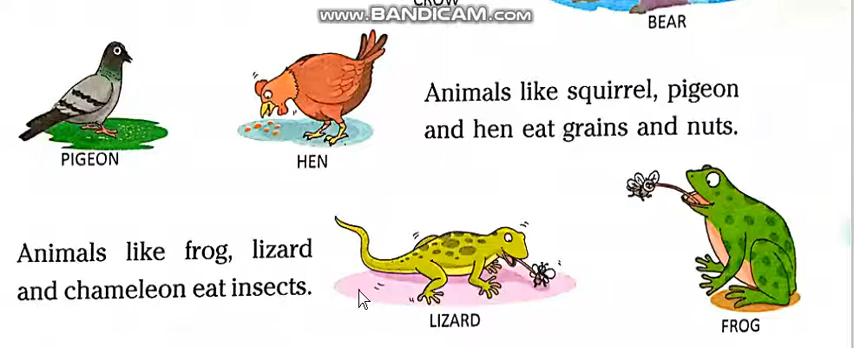 CROW
www.BANDICAM.com
BEAR
Animals like squirrel, pigeon
and hen eat grains and nuts.
PIGEON
HEN
Animals like frog, lizard
and chameleon eat insects.
LIZARD
FROG